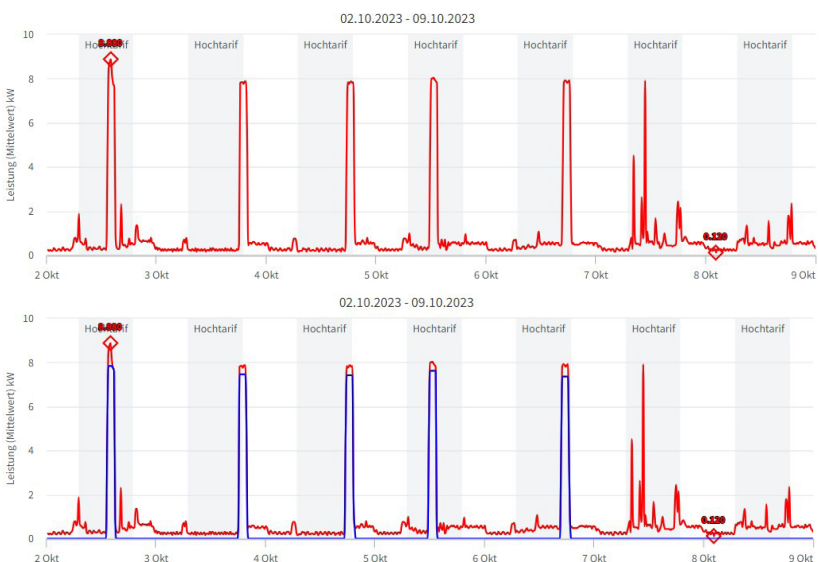 02.10.2023 - 09.10.2023
10
8
6
4
2
0
Leistung (Mittelwert) kW
Hochtarif
Hochtarif
Hochtarif
Hochtarif
Hochtarif
Hochtarif
Hochtarif
0.120
2 Okt
3 Okt
4 Okt
5 Okt
6 Okt
7 Okt
8 Okt
9 Okt
02.10.2023 - 09.10.2023
10
8
6
4
2
0
Leistung (Mittelwert) kW
Hochtarif
Hochtarif
Hochtarif
Hochtarif
Hochtarif
Hochtarif
Hochtarif
0.120
2 Okt
3 Okt
4 Okt
5 Okt
6 Okt
7 Okt
8 Okt
9 Okt